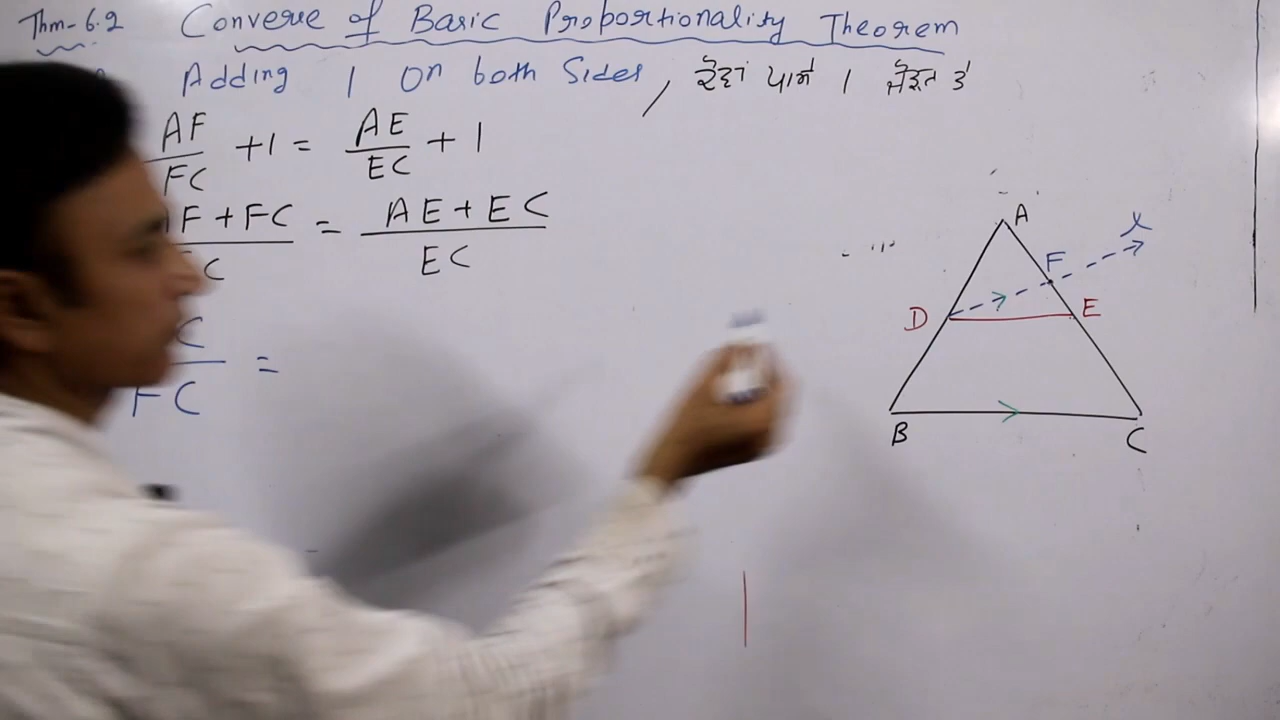 Thm-6.2 Converse of Basic Proportionality Theorem
Adding 1 on both Sides, ਦੋਵਾਂ ਪਾਸੇ 1 ਜੋੜਨ ਤੇ
AF/FC +1 = AE/EC + 1
F + FC / C = AE + EC / EC
C / FC =
A
F
D E
B C